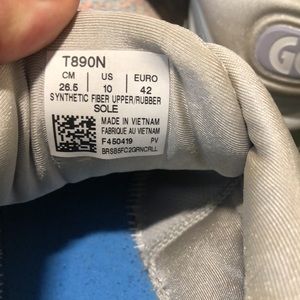 T890N
CM US EURO
26.5 10 42
SYNTHETIC FIBER UPPER/RUBBER
SOLE
MADE IN VIETNAM
FABRIQUE AU VIETNAM
F450419 PV
BRSB5FC2GRNCRLL
G